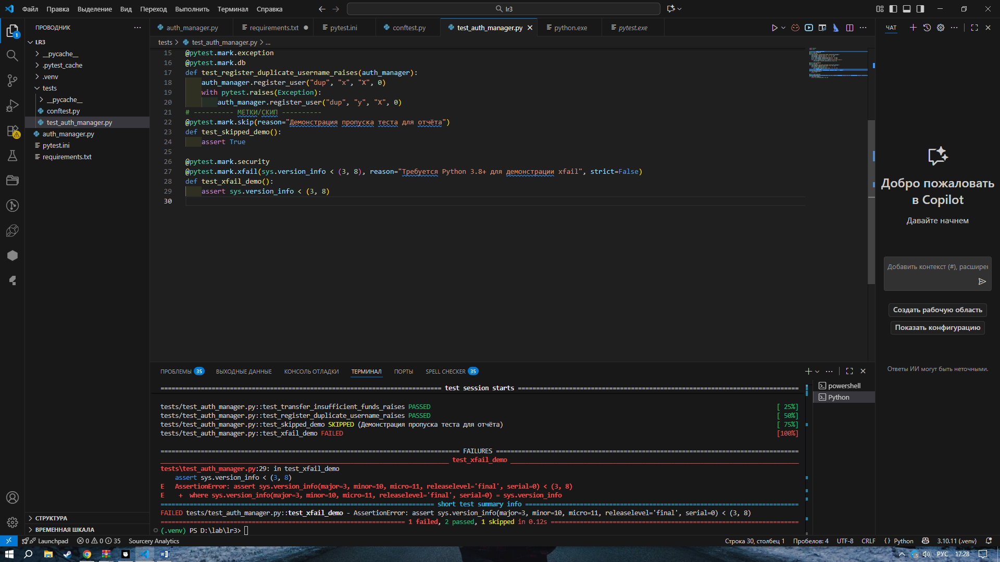 Файл Правка Выделение Вид Переход Выполнить Терминал Справка
lr3
ПРОВОДНИК
LR3
__pycache__
.pytest_cache
.venv
tests
__pycache__
conftest.py
test_auth_manager.py
auth_manager.py
pytest.ini
requirements.txt
СТРУКТУРА
ВРЕМЕННАЯ ШКАЛА
1
auth_manager.py requirements.txt pytest.ini conftest.py test_auth_manager.py python.exe pytest.exe
tests > test_auth_manager.py > ...
15 @pytest.mark.exception
16 @pytest.mark.db
17 def test_register_duplicate_username_raises(auth_manager):
18     auth_manager.register_user("dup", "x", "X", 0)
19     with pytest.raises(Exception):
20         auth_manager.register_user("dup", "y", "X", 0)
21 # ---------- МЕТКИ/СКИП ----------
22 @pytest.mark.skip(reason="Демонстрация пропуска теста для отчёта")
23 def test_skipped_demo():
24     assert True
25
26 @pytest.mark.security
27 @pytest.mark.xfail(sys.version_info < (3, 8), reason="Требуется Python 3.8+ для демонстрации xfail", strict=False)
28 def test_xfail_demo():
29     assert sys.version_info < (3, 8)
30
ПРОБЛЕМЫ 35 ВЫХОДНЫЕ ДАННЫЕ КОНСОЛЬ ОТЛАДКИ ТЕРМИНАЛ ПОРТЫ SPELL CHECKER 35
============ test session starts ============
tests/test_auth_manager.py::test_transfer_insufficient_funds_raises PASSED [ 25%]
tests/test_auth_manager.py::test_register_duplicate_username_raises PASSED [ 50%]
tests/test_auth_manager.py::test_skipped_demo SKIPPED (Демонстрация пропуска теста для отчёта) [ 75%]
tests/test_auth_manager.py::test_xfail_demo FAILED [100%]
============ FAILURES ============
____________ test_xfail_demo ____________
tests\test_auth_manager.py:29: in test_xfail_demo
    assert sys.version_info < (3, 8)
E   AssertionError: assert sys.version_info(major=3, minor=10, micro=11, releaselevel='final', serial=0) < (3, 8)
E    +  where sys.version_info(major=3, minor=10, micro=11, releaselevel='final', serial=0) = sys.version_info
============ short test summary info ============
FAILED tests/test_auth_manager.py::test_xfail_demo - AssertionError: assert sys.version_info(major=3, minor=10, micro=11, releaselevel='final', serial=0) < (3, 8)
============ 1 failed, 2 passed, 1 skipped in 0.12s ============
(.venv) PS D:\lab\lr3>
powershell
Python
ЧАТ
Добро пожаловать
в Copilot
Давайте начнем
Добавить контекст (#), расширен
Создать рабочую область
Показать конфигурацию
Ответы ИИ могут быть неточными.
Launchpad 0 0 35 Sourcery Analytics Строка 30, столбец 1 Пробелов: 4 UTF-8 CRLF {} Python 3.10.11 (.venv)
РУС 17:28